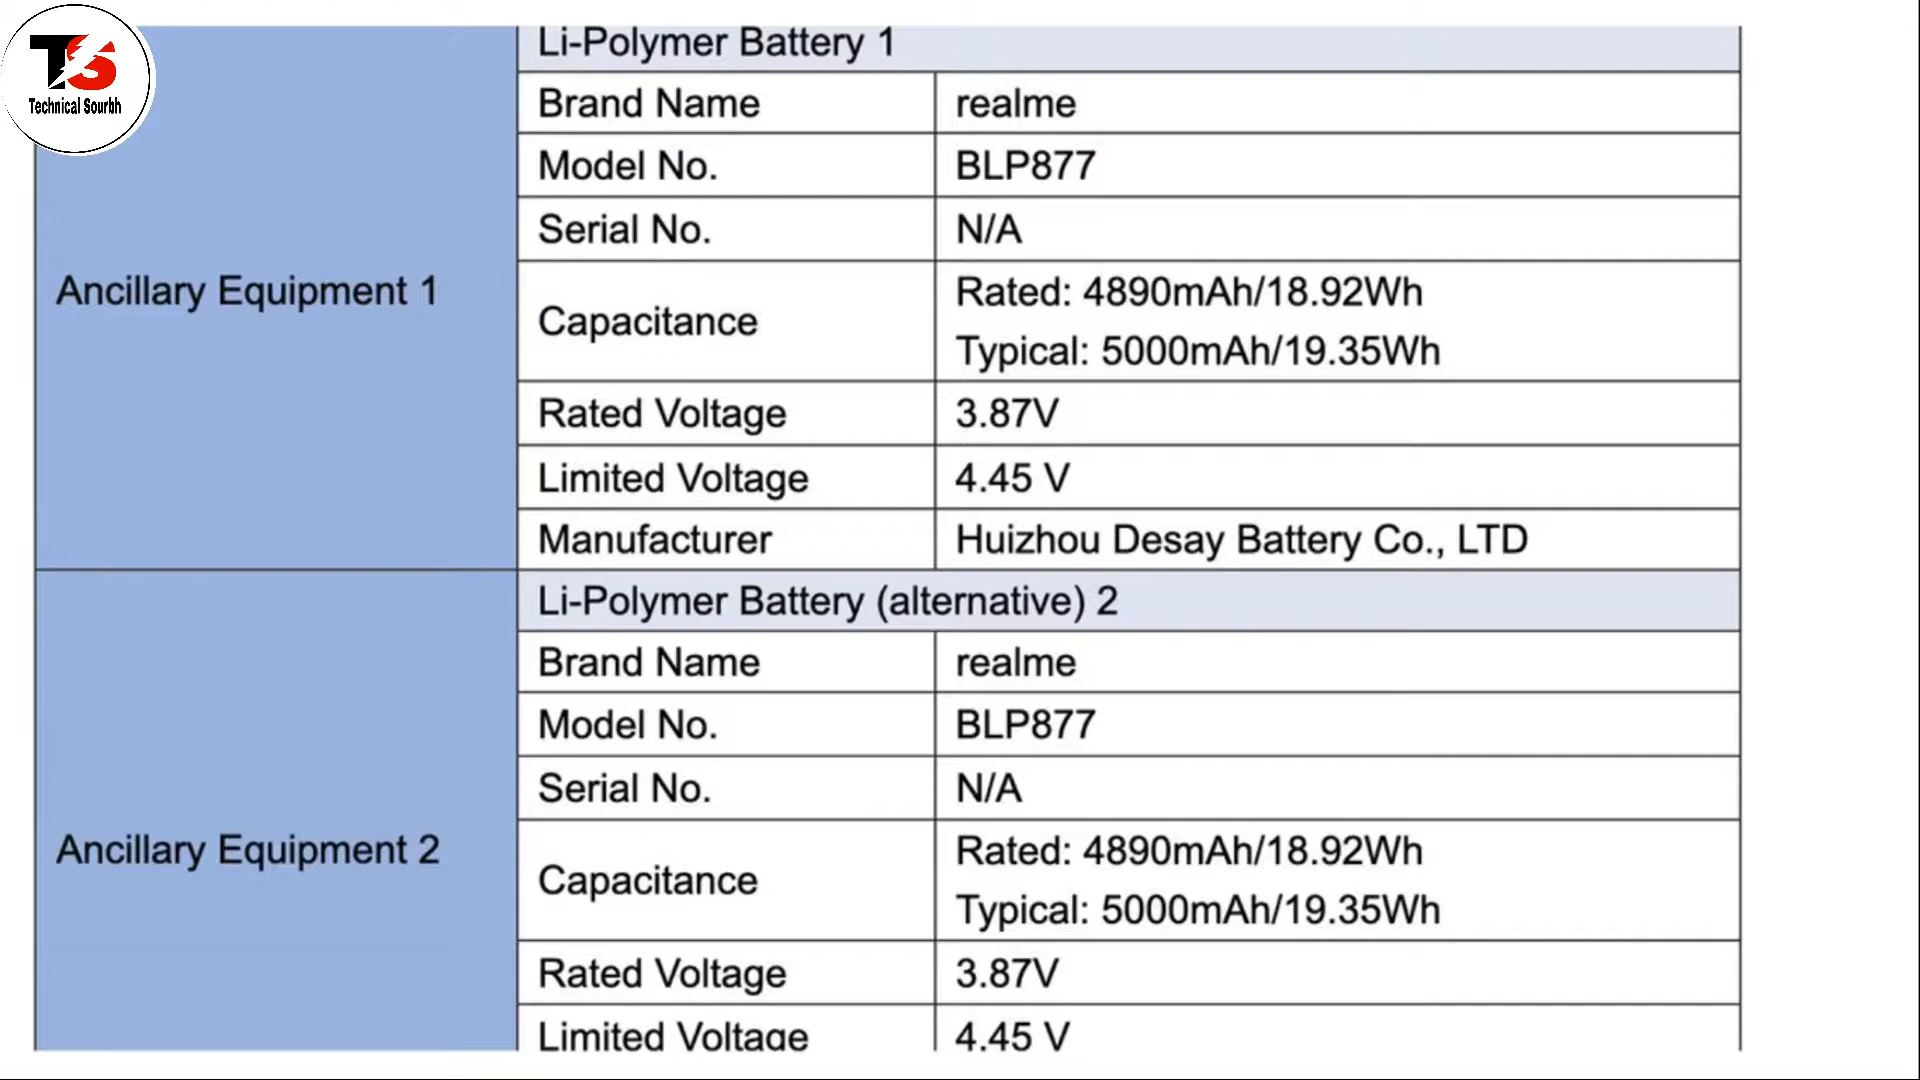 TS
Technical Sourbh
Li-Polymer Battery 1
Brand Name realme
Model No. BLP877
Serial No. N/A
Ancillary Equipment 1
Capacitance Rated: 4890mAh/18.92Wh
Typical: 5000mAh/19.35Wh
Rated Voltage 3.87V
Limited Voltage 4.45 V
Manufacturer Huizhou Desay Battery Co., LTD
Li-Polymer Battery (alternative) 2
Brand Name realme
Model No. BLP877
Serial No. N/A
Ancillary Equipment 2
Capacitance Rated: 4890mAh/18.92Wh
Typical: 5000mAh/19.35Wh
Rated Voltage 3.87V
Limited Voltage 4.45 V